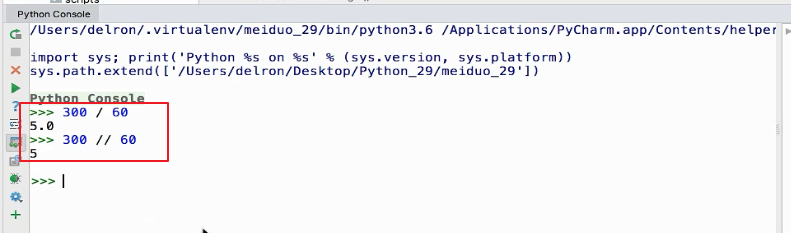 scripts
Python Console
/Users/delron/.virtualenv/meiduo_29/bin/python3.6 /Applications/PyCharm.app/Contents/helper
import sys; print('Python %s on %s' % (sys.version, sys.platform))
sys.path.extend(['/Users/delron/Desktop/Python_29/meiduo_29'])
Python Console
>>> 300 / 60
5.0
>>> 300 // 60
5
>>>